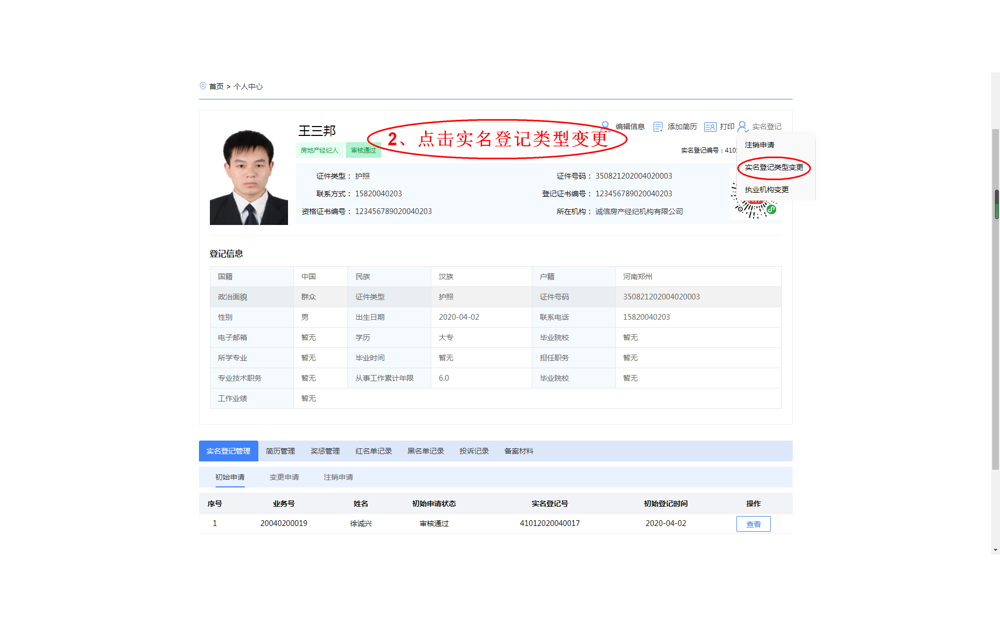 首页 > 个人中心
王三邦
2、点击实名登记类型变更
编辑信息 添加简历 打印 实名登记
房地产经纪人 审核通过
实名登记编号：410
注销申请
实名登记类型变更
执业机构变更
证件类型： 护照 证件号码： 350821202004020003
联系方式： 15820040203 登记证书编号： 123456789020040203
资格证书编号： 123456789020040203 所在机构： 诚信房产经纪机构有限公司
登记信息
国籍 中国 民族 汉族 户籍 河南郑州
政治面貌 群众 证件类型 护照 证件号码 350821202004020003
性别 男 出生日期 2020-04-02 联系电话 15820040203
电子邮箱 暂无 学历 大专 毕业院校 暂无
所学专业 暂无 毕业时间 暂无 担任职务 暂无
专业技术职务 暂无 从事工作累计年限 6.0 毕业院校 暂无
工作业绩 暂无
实名登记管理 简历管理 奖惩管理 红名单记录 黑名单记录 投诉记录 备案材料
初始申请 变更申请 注销申请
序号 业务号 姓名 初始申请状态 实名登记号 初始登记时间 操作
1 20040200019 徐诚兴 审核通过 41012020040017 2020-04-02 查看